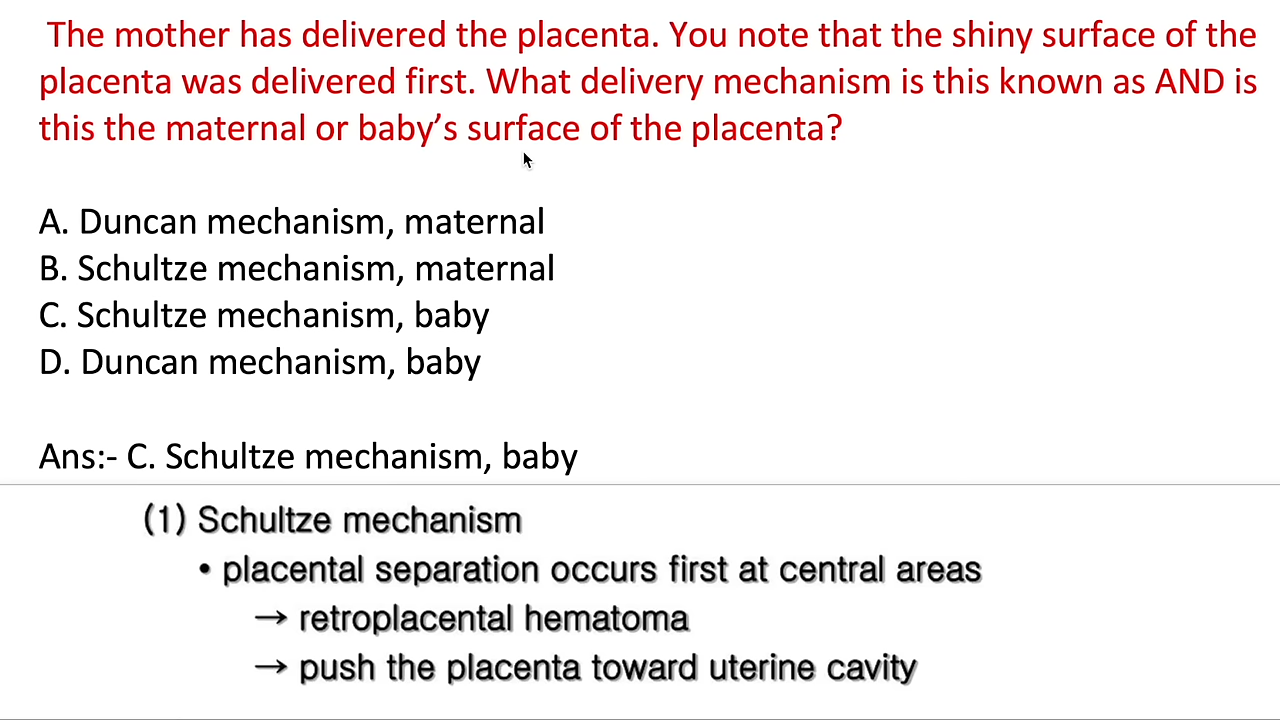 The mother has delivered the placenta. You note that the shiny surface of the
placenta was delivered first. What delivery mechanism is this known as AND is
this the maternal or baby’s surface of the placenta?
A. Duncan mechanism, maternal
B. Schultze mechanism, maternal
C. Schultze mechanism, baby
D. Duncan mechanism, baby
Ans:- C. Schultze mechanism, baby
(1) Schultze mechanism
• placental separation occurs first at central areas
→ retroplacental hematoma
→ push the placenta toward uterine cavity